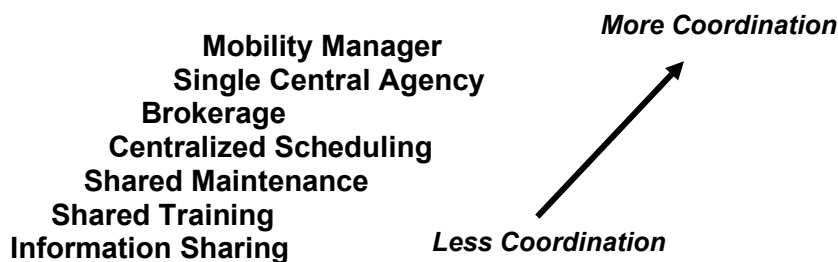 More Coordination
Mobility Manager
Single Central Agency
Brokerage
Centralized Scheduling
Shared Maintenance
Shared Training
Information Sharing
Less Coordination